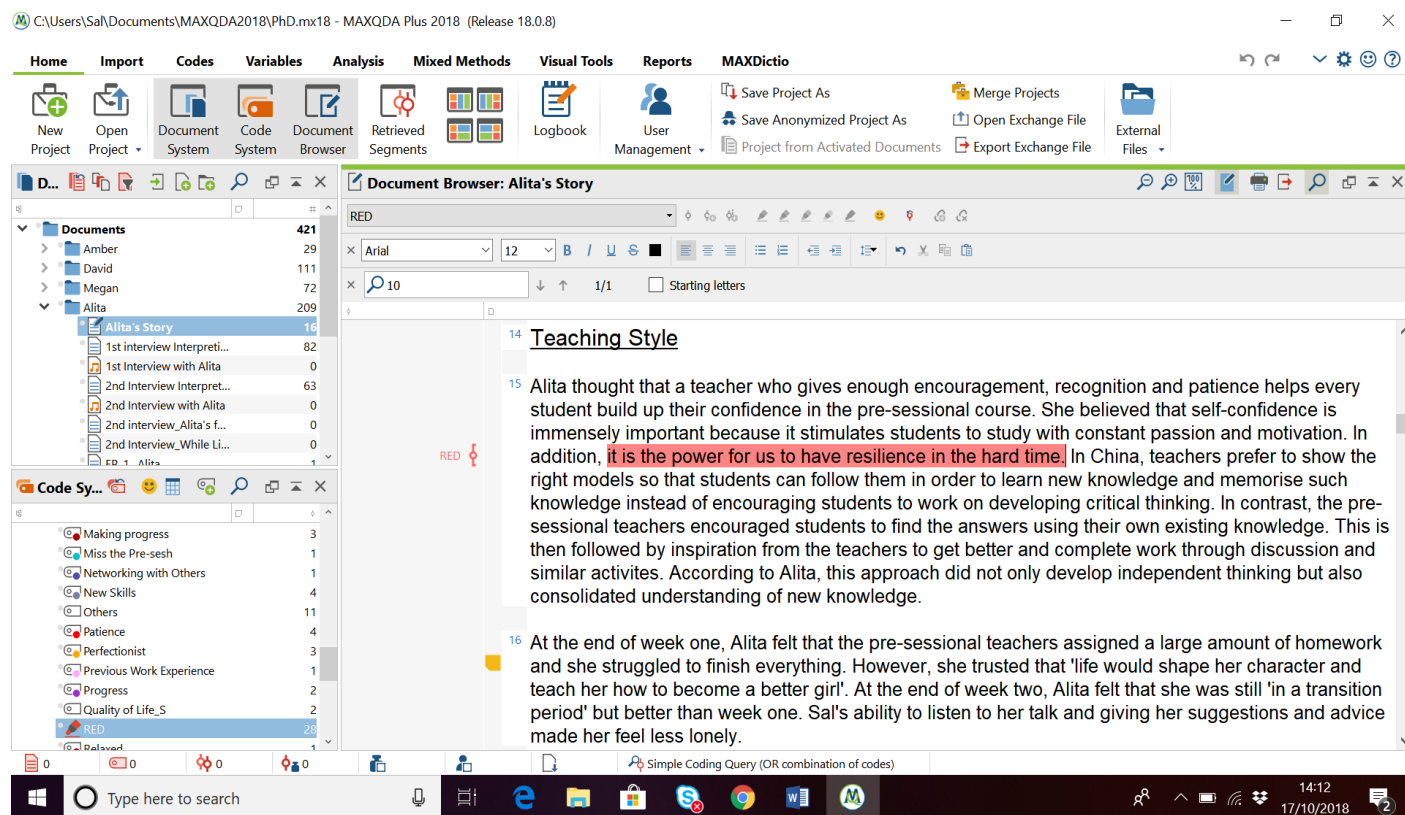 C:\Users\Sal\Documents\MAXQDA2018\PhD.mx18 - MAXQDA Plus 2018 (Release 18.0.8)
Home Import Codes Variables Analysis Mixed Methods Visual Tools Reports MAXDictio
New Project
Open Project
Document System
Code System
Document Browser
Retrieved Segments
Logbook
User Management
Save Project As
Save Anonymized Project As
Project from Activated Documents
Merge Projects
Open Exchange File
Export Exchange File
External Files
D...
Documents 421
Amber 29
David 111
Megan 72
Alita 209
Alita's Story 16
1st interview Interpreti... 82
1st Interview with Alita 0
2nd Interview Interpret... 63
2nd Interview with Alita 0
2nd interview_Alita's f... 0
2nd Interview_While Li... 0
FR 1_Alita 1
Code Sy...
Making progress 3
Miss the Pre-sesh 1
Networking with Others 1
New Skills 4
Others 11
Patience 4
Perfectionist 3
Previous Work Experience 1
Progress 2
Quality of Life_S 2
RED 28
Relaxed 1
Document Browser: Alita's Story
100%
RED
Arial 12 B I U S
10 1/1 Starting letters
14 Teaching Style
15 Alita thought that a teacher who gives enough encouragement, recognition and patience helps every
student build up their confidence in the pre-sessional course. She believed that self-confidence is
immensely important because it stimulates students to study with constant passion and motivation. In
RED addition, it is the power for us to have resilience in the hard time. In China, teachers prefer to show the
right models so that students can follow them in order to learn new knowledge and memorise such
knowledge instead of encouraging students to work on developing critical thinking. In contrast, the pre-
sessional teachers encouraged students to find the answers using their own existing knowledge. This is
then followed by inspiration from the teachers to get better and complete work through discussion and
similar activites. According to Alita, this approach did not only develop independent thinking but also
consolidated understanding of new knowledge.
16 At the end of week one, Alita felt that the pre-sessional teachers assigned a large amount of homework
and she struggled to finish everything. However, she trusted that 'life would shape her character and
teach her how to become a better girl'. At the end of week two, Alita felt that she was still 'in a transition
period' but better than week one. Sal's ability to listen to her talk and giving her suggestions and advice
made her feel less lonely.
0 0 0 0 Simple Coding Query (OR combination of codes)
Type here to search
14:12
17/10/2018
2